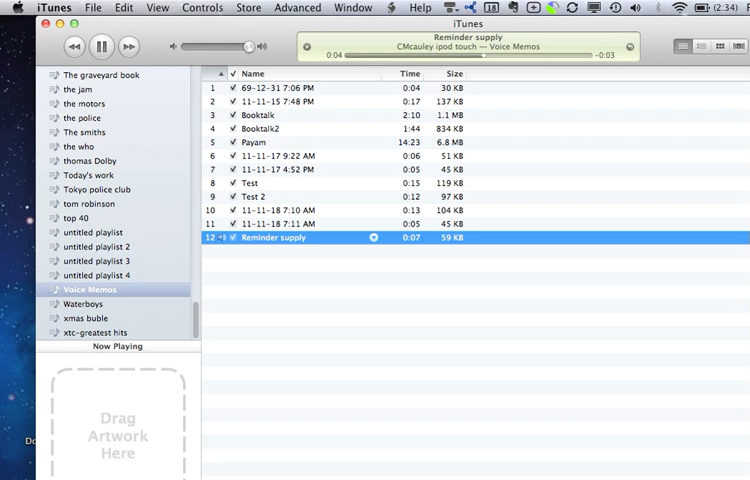 iTunes File Edit View Controls Store Advanced Window Help 18 (2:34)
iTunes
Reminder supply
CMcauley ipod touch — Voice Memos
0:04 -0:03
Name Time Size
The graveyard book
the jam
the motors
the police
The smiths
the who
thomas Dolby
Today's work
Tokyo police club
tom robinson
top 40
untitled playlist
untitled playlist 2
untitled playlist 3
untitled playlist 4
Voice Memos
Waterboys
xmas buble
xtc-greatest hits
1 69-12-31 7:06 PM 0:04 30 KB
2 11-11-15 7:48 PM 0:17 137 KB
3 Booktalk 2:10 1.1 MB
4 Booktalk2 1:44 834 KB
5 Payam 14:23 6.8 MB
6 11-11-17 9:22 AM 0:06 51 KB
7 11-11-17 4:52 PM 0:05 45 KB
8 Test 0:15 119 KB
9 Test 2 0:12 97 KB
10 11-11-18 7:10 AM 0:13 104 KB
11 11-11-18 7:11 AM 0:05 45 KB
12 Reminder supply 0:07 59 KB
Now Playing
Drag
Artwork
Here
Do